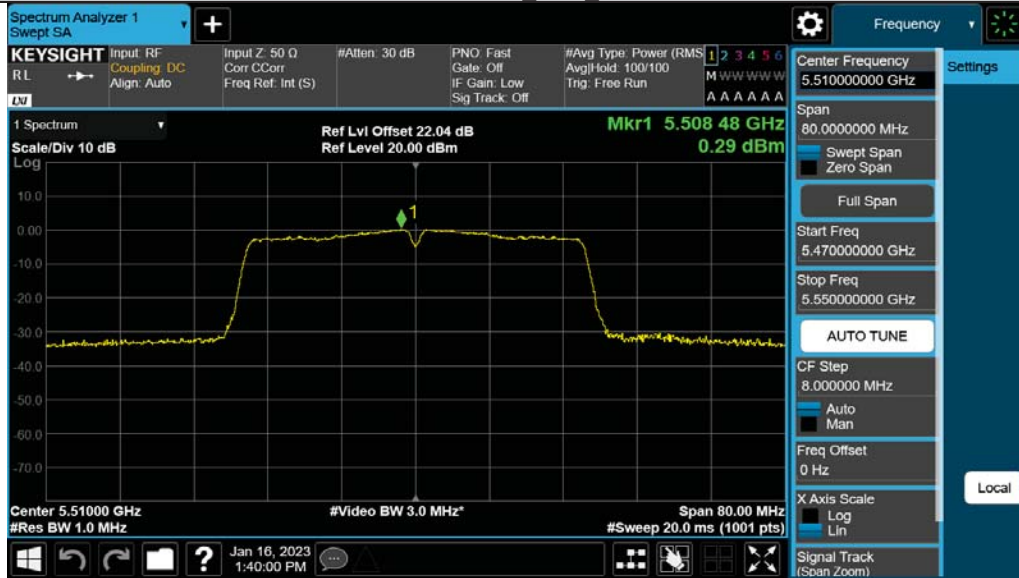 Spectrum Analyzer 1
Swept SA
Frequency
KEYSIGHT
RL
LXI
Input: RF
Coupling: DC
Align: Auto
Input Z: 50 Ω
Corr CCorr
Freq Ref: Int (S)
#Atten: 30 dB
PNO: Fast
Gate: Off
IF Gain: Low
Sig Track: Off
#Avg Type: Power (RMS
Avg|Hold: 100/100
Trig: Free Run
1 2 3 4 5 6
M W W W W W
A A A A A A
1 Spectrum
Scale/Div 10 dB
Log
Ref Lvl Offset 22.04 dB
Ref Level 20.00 dBm
Mkr1 5.508 48 GHz
0.29 dBm
1
10.0
0.00
-10.0
-20.0
-30.0
-40.0
-50.0
-60.0
-70.0
Center 5.51000 GHz
#Res BW 1.0 MHz
#Video BW 3.0 MHz*
Span 80.00 MHz
#Sweep 20.0 ms (1001 pts)
?
Jan 16, 2023
1:40:00 PM
Center Frequency
5.510000000 GHz
Span
80.0000000 MHz
Swept Span
Zero Span
Full Span
Start Freq
5.470000000 GHz
Stop Freq
5.550000000 GHz
AUTO TUNE
CF Step
8.000000 MHz
Auto
Man
Freq Offset
0 Hz
X Axis Scale
Log
Lin
Signal Track
(Span Zoom)
Settings
Local